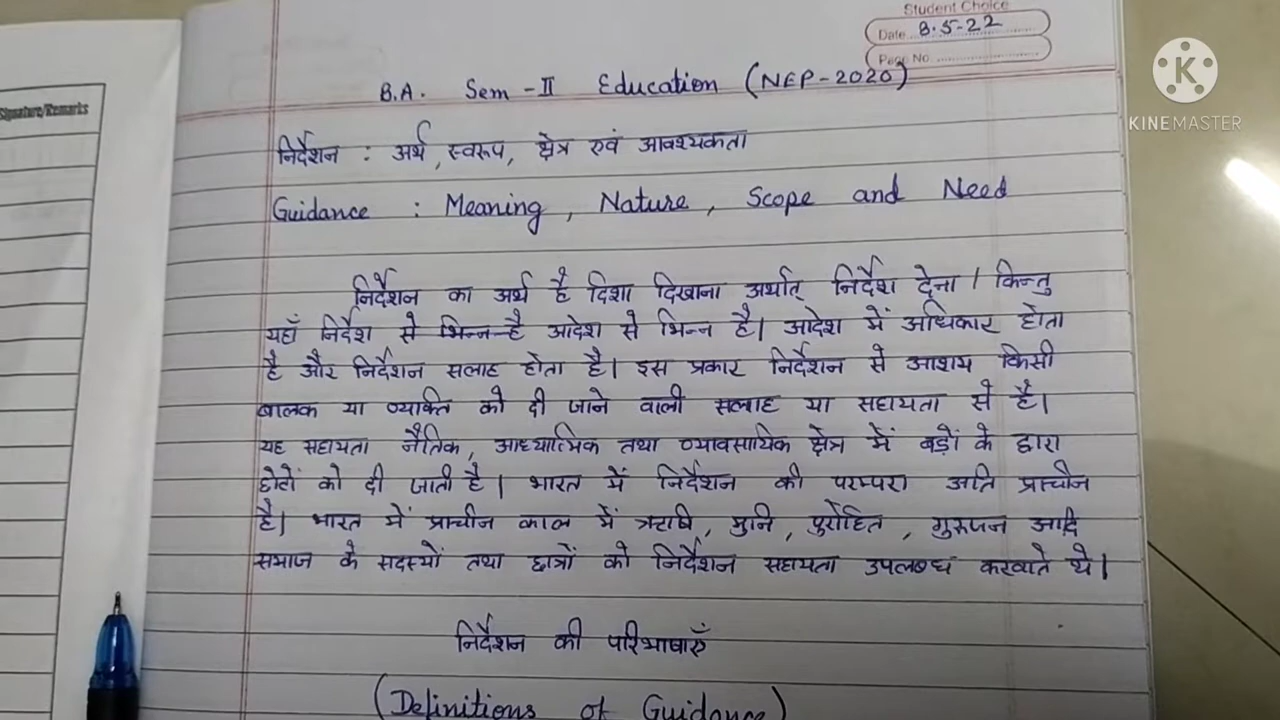 Student Choice
Date 8.5-22
Page No.
Signature/Remarks
KINEMASTER
B.A. Sem-II Education (NEP-2020)
निर्देशन : अर्थ, स्वरूप, क्षेत्र एवं आवश्यकता
Guidance : Meaning, Nature, Scope and Need
निर्देशन का अर्थ है दिशा दिखाना अर्थात् निर्देश देना। किन्तु
यहाँ निर्देश से भिन्न है आदेश से भिन्न है। आदेश में अधिकार होता
है और निर्देशन सलाह होता है। इस प्रकार निर्देशन से आशय किसी
बालक या व्यक्ति को दी जाने वाली सलाह या सहायता से है।
यह सहायता नैतिक, आध्यात्मिक तथा व्यावसायिक क्षेत्र में बड़ों के द्वारा
छोटों को दी जाती है। भारत में निर्देशन की परम्परा अति प्राचीन
है। भारत में प्राचीन काल में ऋषि, मुनि, पुरोहित, गुरुजन आदि
समाज के सदस्यों तथा छात्रों को निर्देशन सहायता उपलब्ध करवाते थे।
निर्देशन की परिभाषाएँ
(Definitions of Guidance)